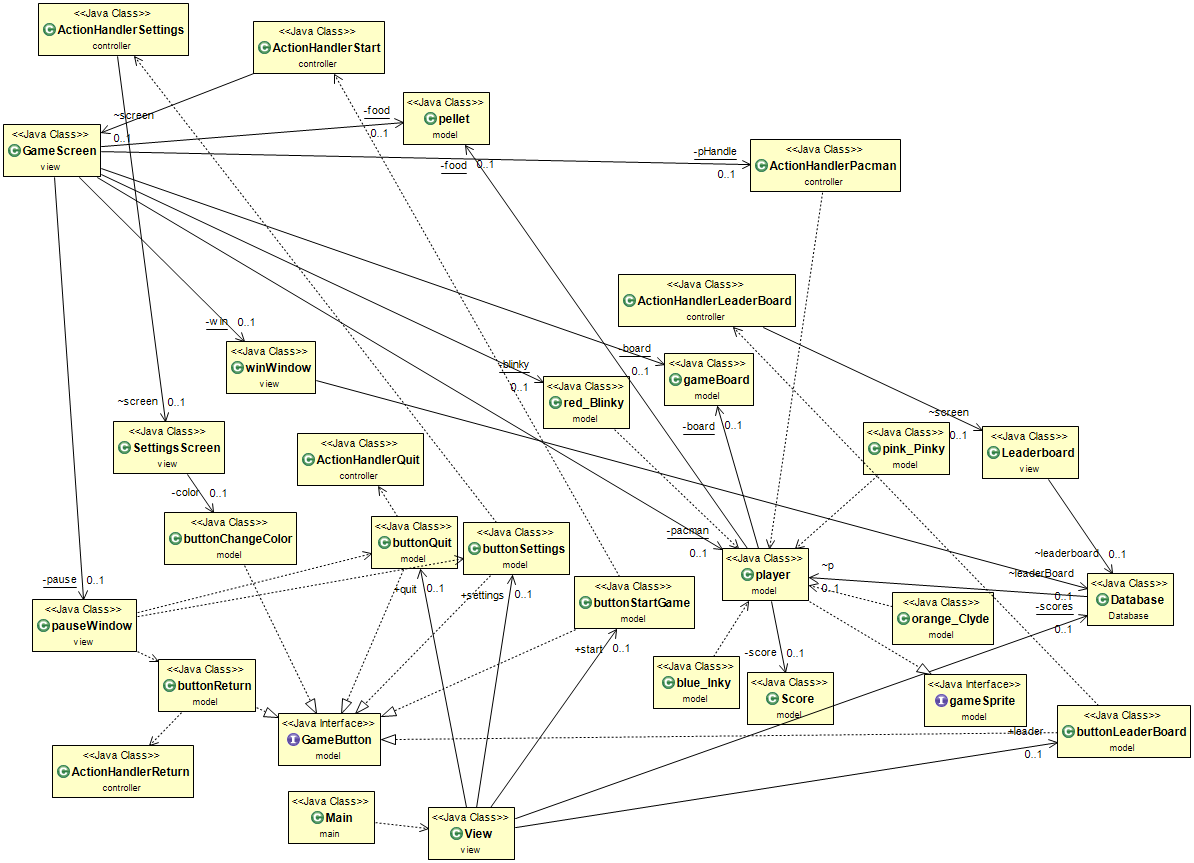 <<Java Class>>
ActionHandlerSettings
controller
<<Java Class>>
ActionHandlerStart
controller
<<Java Class>>
GameScreen
view
~screen
0..1
-food
0..1
<<Java Class>>
pellet
model
-food
0..1
-pHandle
0..1
<<Java Class>>
ActionHandlerPacman
controller
<<Java Class>>
ActionHandlerLeaderBoard
controller
-win
0..1
<<Java Class>>
winWindow
view
-blinky
0..1
<<Java Class>>
red_Blinky
model
-board
0..1
<<Java Class>>
gameBoard
model
-board
0..1
~screen
0..1
<<Java Class>>
SettingsScreen
view
<<Java Class>>
ActionHandlerQuit
controller
<<Java Class>>
pink_Pinky
model
~screen
0..1
<<Java Class>>
Leaderboard
view
-color
0..1
<<Java Class>>
buttonChangeColor
model
<<Java Class>>
buttonQuit
model
<<Java Class>>
buttonSettings
model
-pacman
0..1
<<Java Class>>
player
model
~p
0..1
~leaderboard
0..1
~leaderBoard
0..1
-scores
0..1
<<Java Class>>
Database
Database
-pause
0..1
<<Java Class>>
pauseWindow
view
+quit
0..1
+settings
0..1
<<Java Class>>
buttonStartGame
model
+start
0..1
<<Java Class>>
orange_Clyde
model
<<Java Class>>
buttonReturn
model
<<Java Class>>
blue_Inky
model
-score
0..1
<<Java Class>>
Score
model
<<Java Interface>>
gameSprite
model
<<Java Interface>>
GameButton
model
+leader
0..1
<<Java Class>>
buttonLeaderBoard
model
<<Java Class>>
ActionHandlerReturn
controller
<<Java Class>>
Main
main
<<Java Class>>
View
view